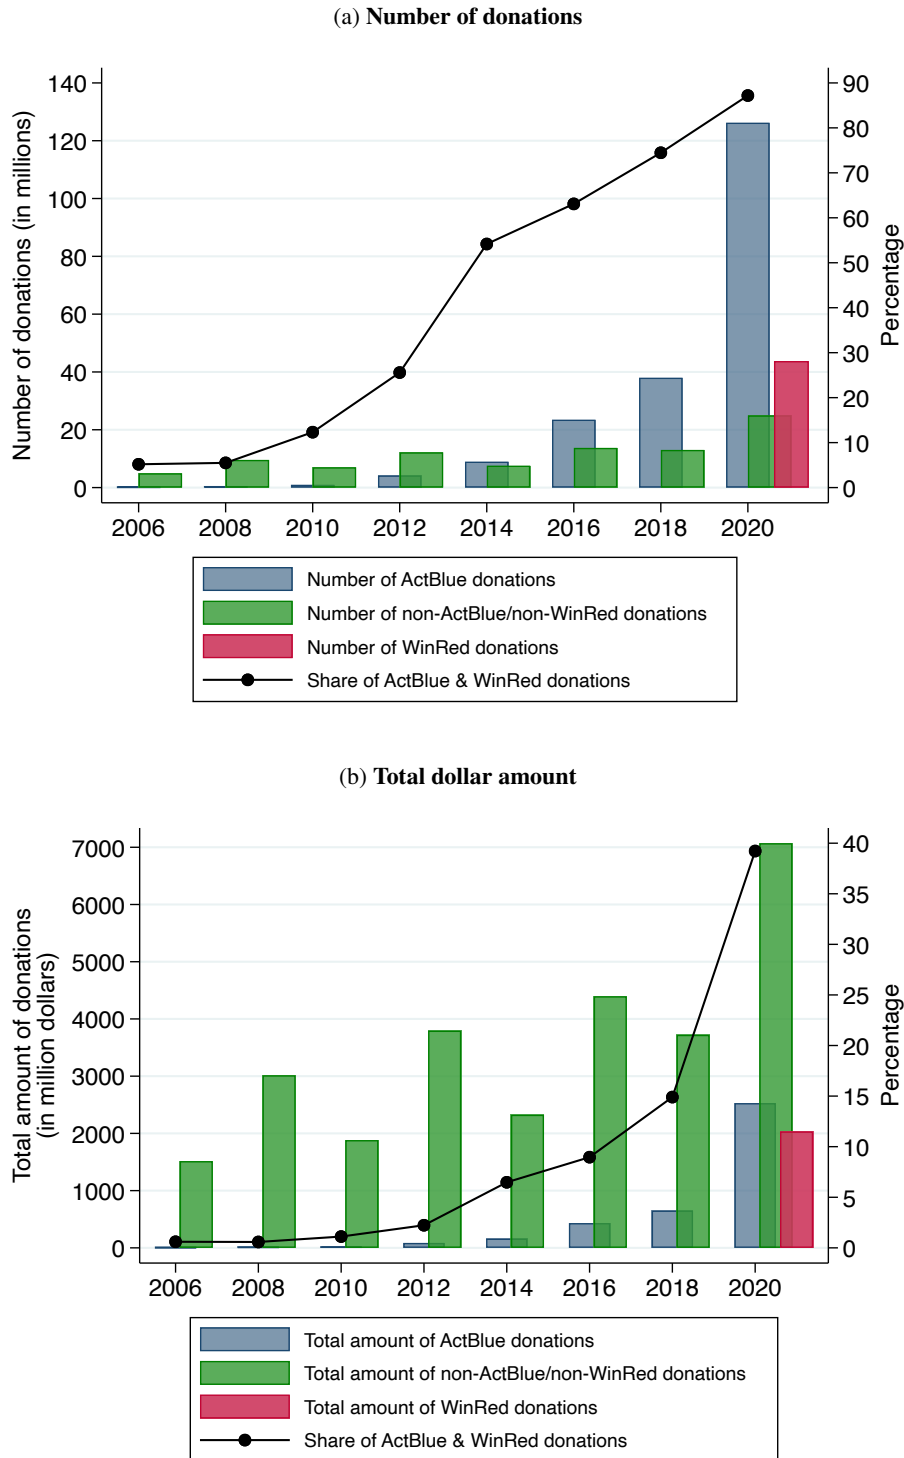 (a) Number of donations
Number of donations (in millions)
140
120
100
80
60
40
20
0
90
80
70
60
50
40
30
20
10
0
Percentage
2006 2008 2010 2012 2014 2016 2018 2020
Number of ActBlue donations
Number of non-ActBlue/non-WinRed donations
Number of WinRed donations
Share of ActBlue & WinRed donations
(b) Total dollar amount
Total amount of donations
(in million dollars)
7000
6000
5000
4000
3000
2000
1000
0
40
35
30
25
20
15
10
5
0
Percentage
2006 2008 2010 2012 2014 2016 2018 2020
Total amount of ActBlue donations
Total amount of non-ActBlue/non-WinRed donations
Total amount of WinRed donations
Share of ActBlue & WinRed donations